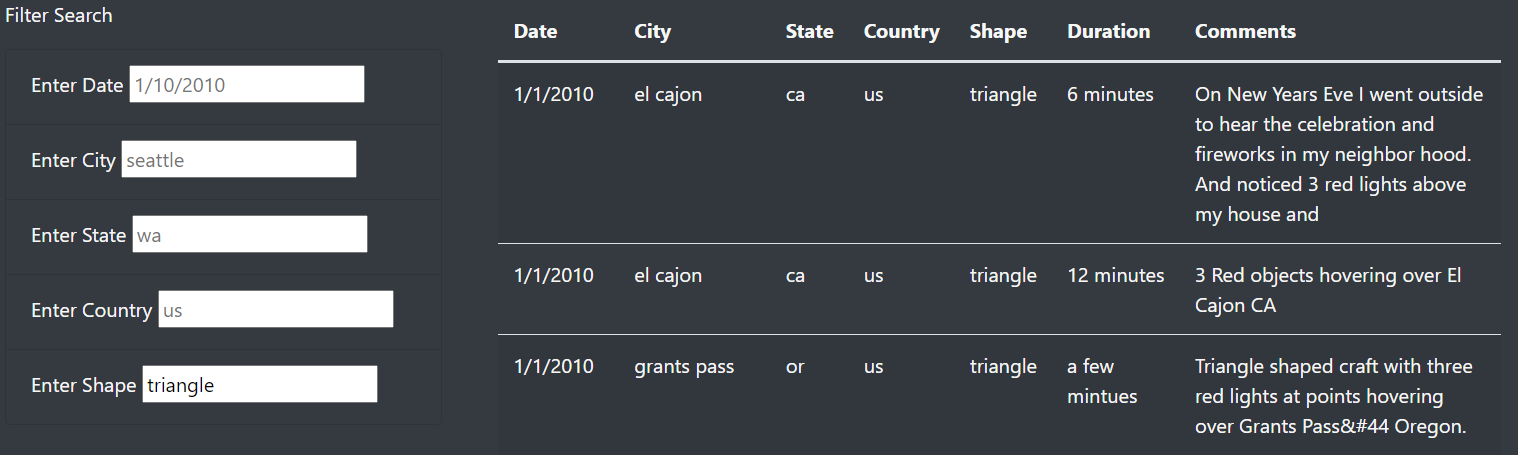 Filter Search
Enter Date 1/10/2010
Enter City seattle
Enter State wa
Enter Country us
Enter Shape triangle
Date City State Country Shape Duration Comments
1/1/2010 el cajon ca us triangle 6 minutes On New Years Eve I went outside
to hear the celebration and
fireworks in my neighbor hood.
And noticed 3 red lights above
my house and
1/1/2010 el cajon ca us triangle 12 minutes 3 Red objects hovering over El
Cajon CA
1/1/2010 grants pass or us triangle a few Triangle shaped craft with three
mintues red lights at points hovering
over Grants Pass&#44 Oregon.